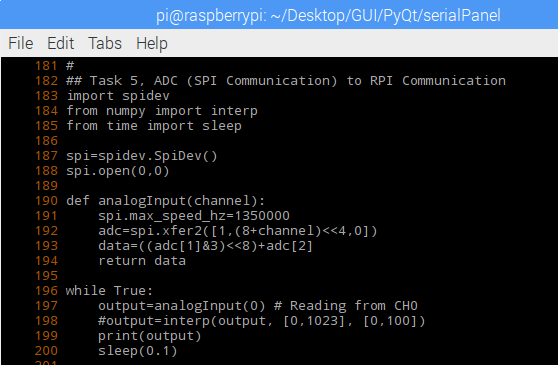 pi@raspberrypi: ~/Desktop/GUI/PyQt/serialPanel
File Edit Tabs Help
181 #
182 ## Task 5, ADC (SPI Communication) to RPI Communication
183 import spidev
184 from numpy import interp
185 from time import sleep
186
187 spi=spidev.SpiDev()
188 spi.open(0,0)
189
190 def analogInput(channel):
191     spi.max_speed_hz=1350000
192     adc=spi.xfer2([1,(8+channel)<<4,0])
193     data=((adc[1]&3)<<8)+adc[2]
194     return data
195
196 while True:
197     output=analogInput(0) # Reading from CH0
198     #output=interp(output, [0,1023], [0,100])
199     print(output)
200     sleep(0.1)